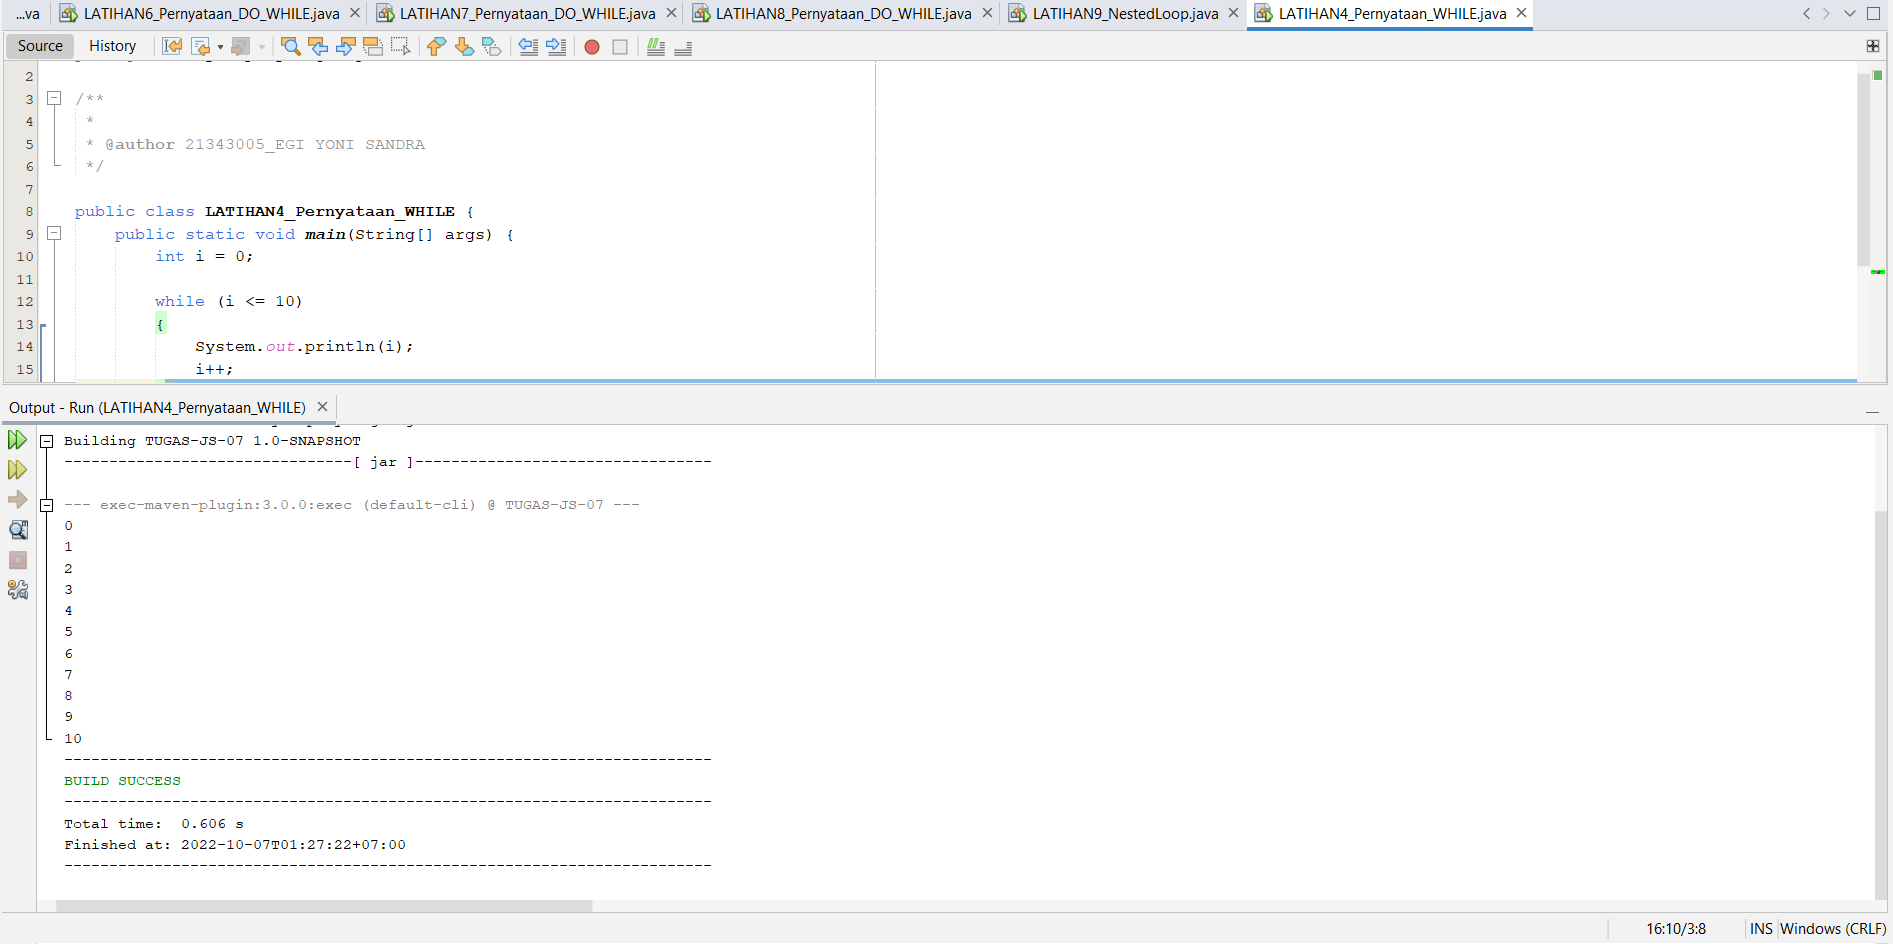 ...va LATIHAN6_Pernyataan_DO_WHILE.java LATIHAN7_Pernyataan_DO_WHILE.java LATIHAN8_Pernyataan_DO_WHILE.java LATIHAN9_NestedLoop.java LATIHAN4_Pernyataan_WHILE.java
Source History
2
3 /**
4 *
5 * @author 21343005_EGI YONI SANDRA
6 */
7
8 public class LATIHAN4_Pernyataan_WHILE {
9 public static void main(String[] args) {
10 int i = 0;
11
12 while (i <= 10)
13 {
14 System.out.println(i);
15 i++;
Output - Run (LATIHAN4_Pernyataan_WHILE)
Building TUGAS-JS-07 1.0-SNAPSHOT
--------------------------------[ jar ]---------------------------------
--- exec-maven-plugin:3.0.0:exec (default-cli) @ TUGAS-JS-07 ---
0
1
2
3
4
5
6
7
8
9
10
------------------------------------------------------------------------
BUILD SUCCESS
------------------------------------------------------------------------
Total time:  0.606 s
Finished at: 2022-10-07T01:27:22+07:00
------------------------------------------------------------------------
16:10/3:8 INS Windows (CRLF)